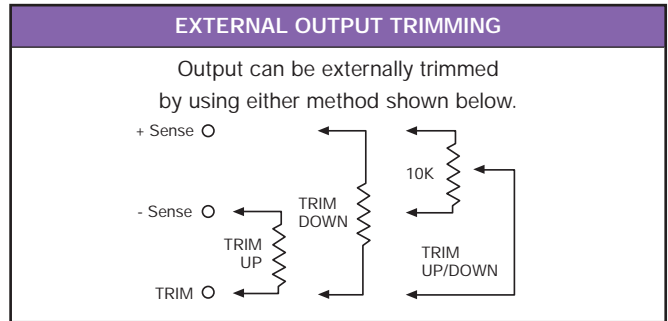 EXTERNAL OUTPUT TRIMMING
Output can be externally trimmed
by using either method shown below.
+ Sense
- Sense
TRIM
TRIM
UP
TRIM
DOWN
10K
TRIM
UP/DOWN